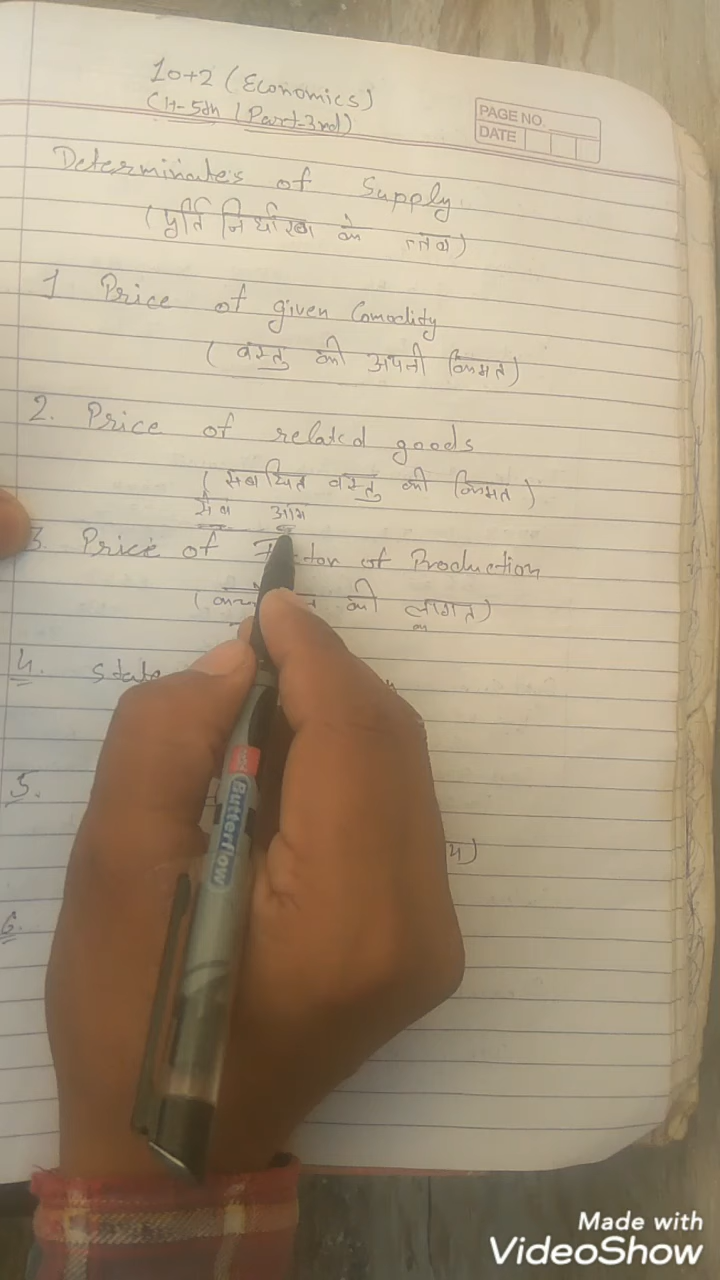 10+2 (Economics)
CH-5th (Part-3rd)
PAGE NO.
DATE
Determinates of Supply
(पूर्ति निर्धारण के तत्व)
1 Price of given Comodity
(वस्तु की अपनी किमत)
2. Price of related goods
(सबंधित वस्तु की किमत)
सेब आम
3. Price of Factor of Production
की लागत)
4. State
5.
6.
Butterflow
Made with
VideoShow